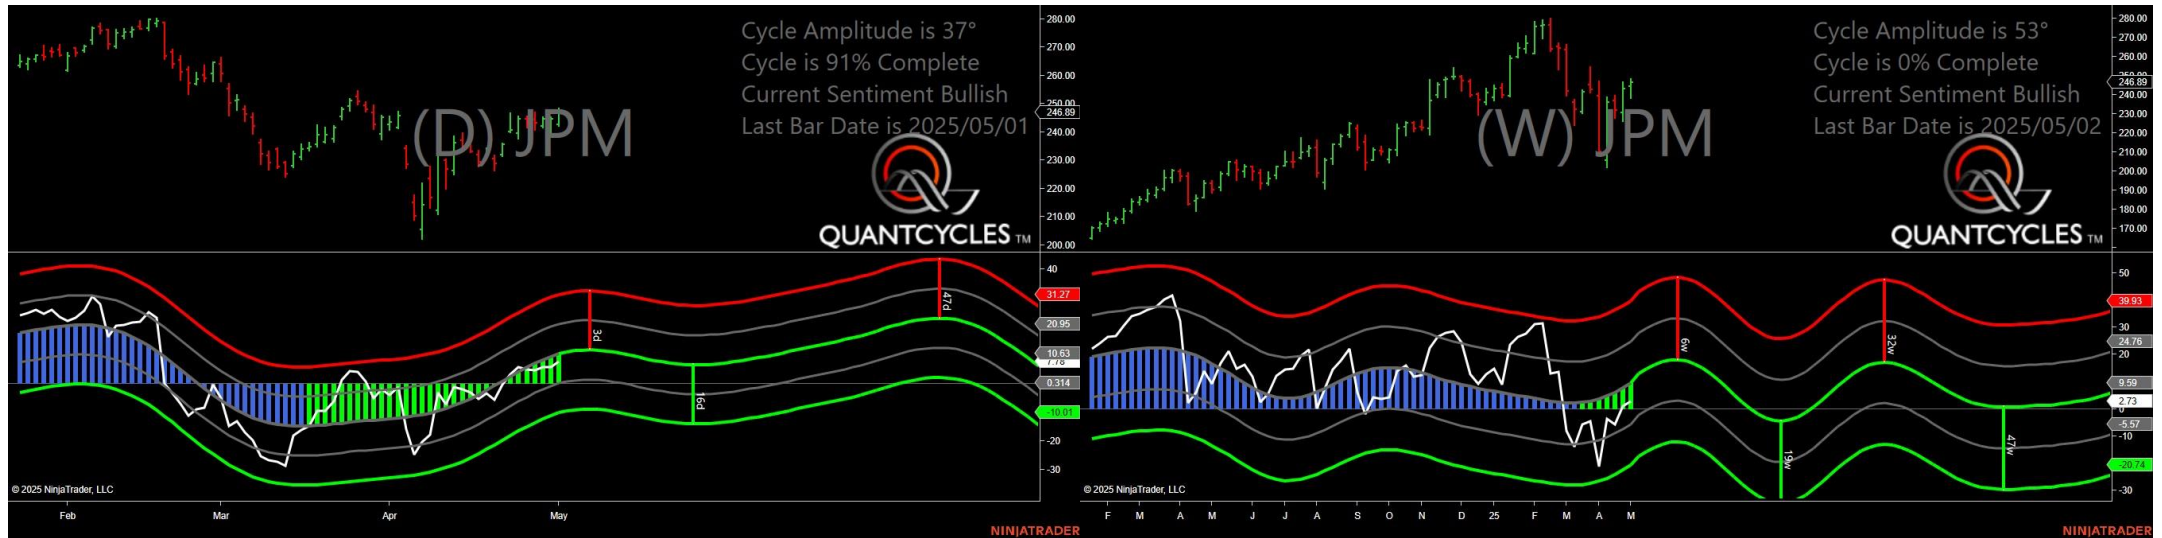 Cycle Amplitude is 37°
Cycle is 91% Complete
Current Sentiment Bullish
Last Bar Date is 2025/05/01
(D) JPM
QUANTCYCLES TM
280.00
270.00
260.00
250.00
246.89
240.00
230.00
220.00
210.00
200.00
40
31.27
20.95
10.63
7.78
0.314
-10.01
-20
-30
3d
16d
47d
© 2025 NinjaTrader, LLC
Feb Mar Apr May
NINJATRADER
Cycle Amplitude is 53°
Cycle is 0% Complete
Current Sentiment Bullish
Last Bar Date is 2025/05/02
(W) JPM
QUANTCYCLES TM
280.00
270.00
260.00
246.89
240.00
230.00
220.00
210.00
200.00
190.00
180.00
170.00
50
39.93
30
24.76
20
9.59
2.73
0
-5.57
-10
-20.74
-30
6w
19w
32w
47w
© 2025 NinjaTrader, LLC
F M A M J J A S O N D 25 F M A M
NINJATRADER